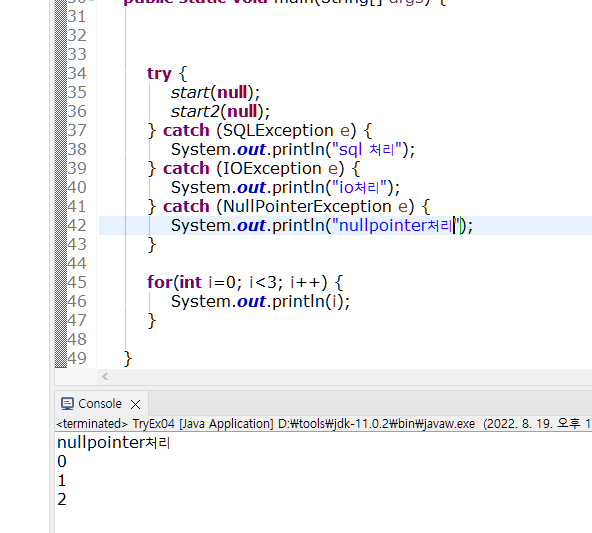 30 public static void main(String[] args) {
31
32
33
34 try {
35 start(null);
36 start2(null);
37 } catch (SQLException e) {
38 System.out.println("sql 처리");
39 } catch (IOException e) {
40 System.out.println("io처리");
41 } catch (NullPointerException e) {
42 System.out.println("nullpointer처리");
43 }
44
45 for(int i=0; i<3; i++) {
46 System.out.println(i);
47 }
48
49 }
Console
<terminated> TryEx04 [Java Application] D:₩tools₩jdk-11.0.2₩bin₩javaw.exe (2022. 8. 19. 오후 1
nullpointer처리
0
1
2